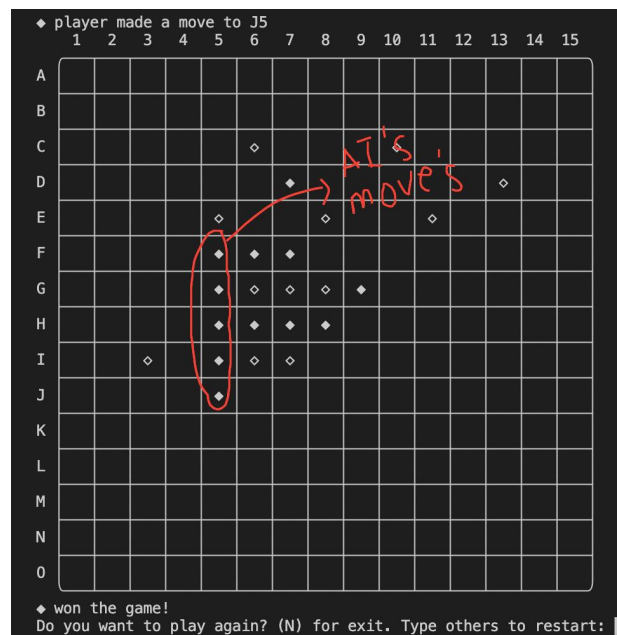 ◆ player made a move to J5
1 2 3 4 5 6 7 8 9 10 11 12 13 14 15
A
B
C
AI's
D
move's
E
F
G
H
I
J
K
L
M
N
O
◆ won the game!
Do you want to play again? (N) for exit. Type others to restart: